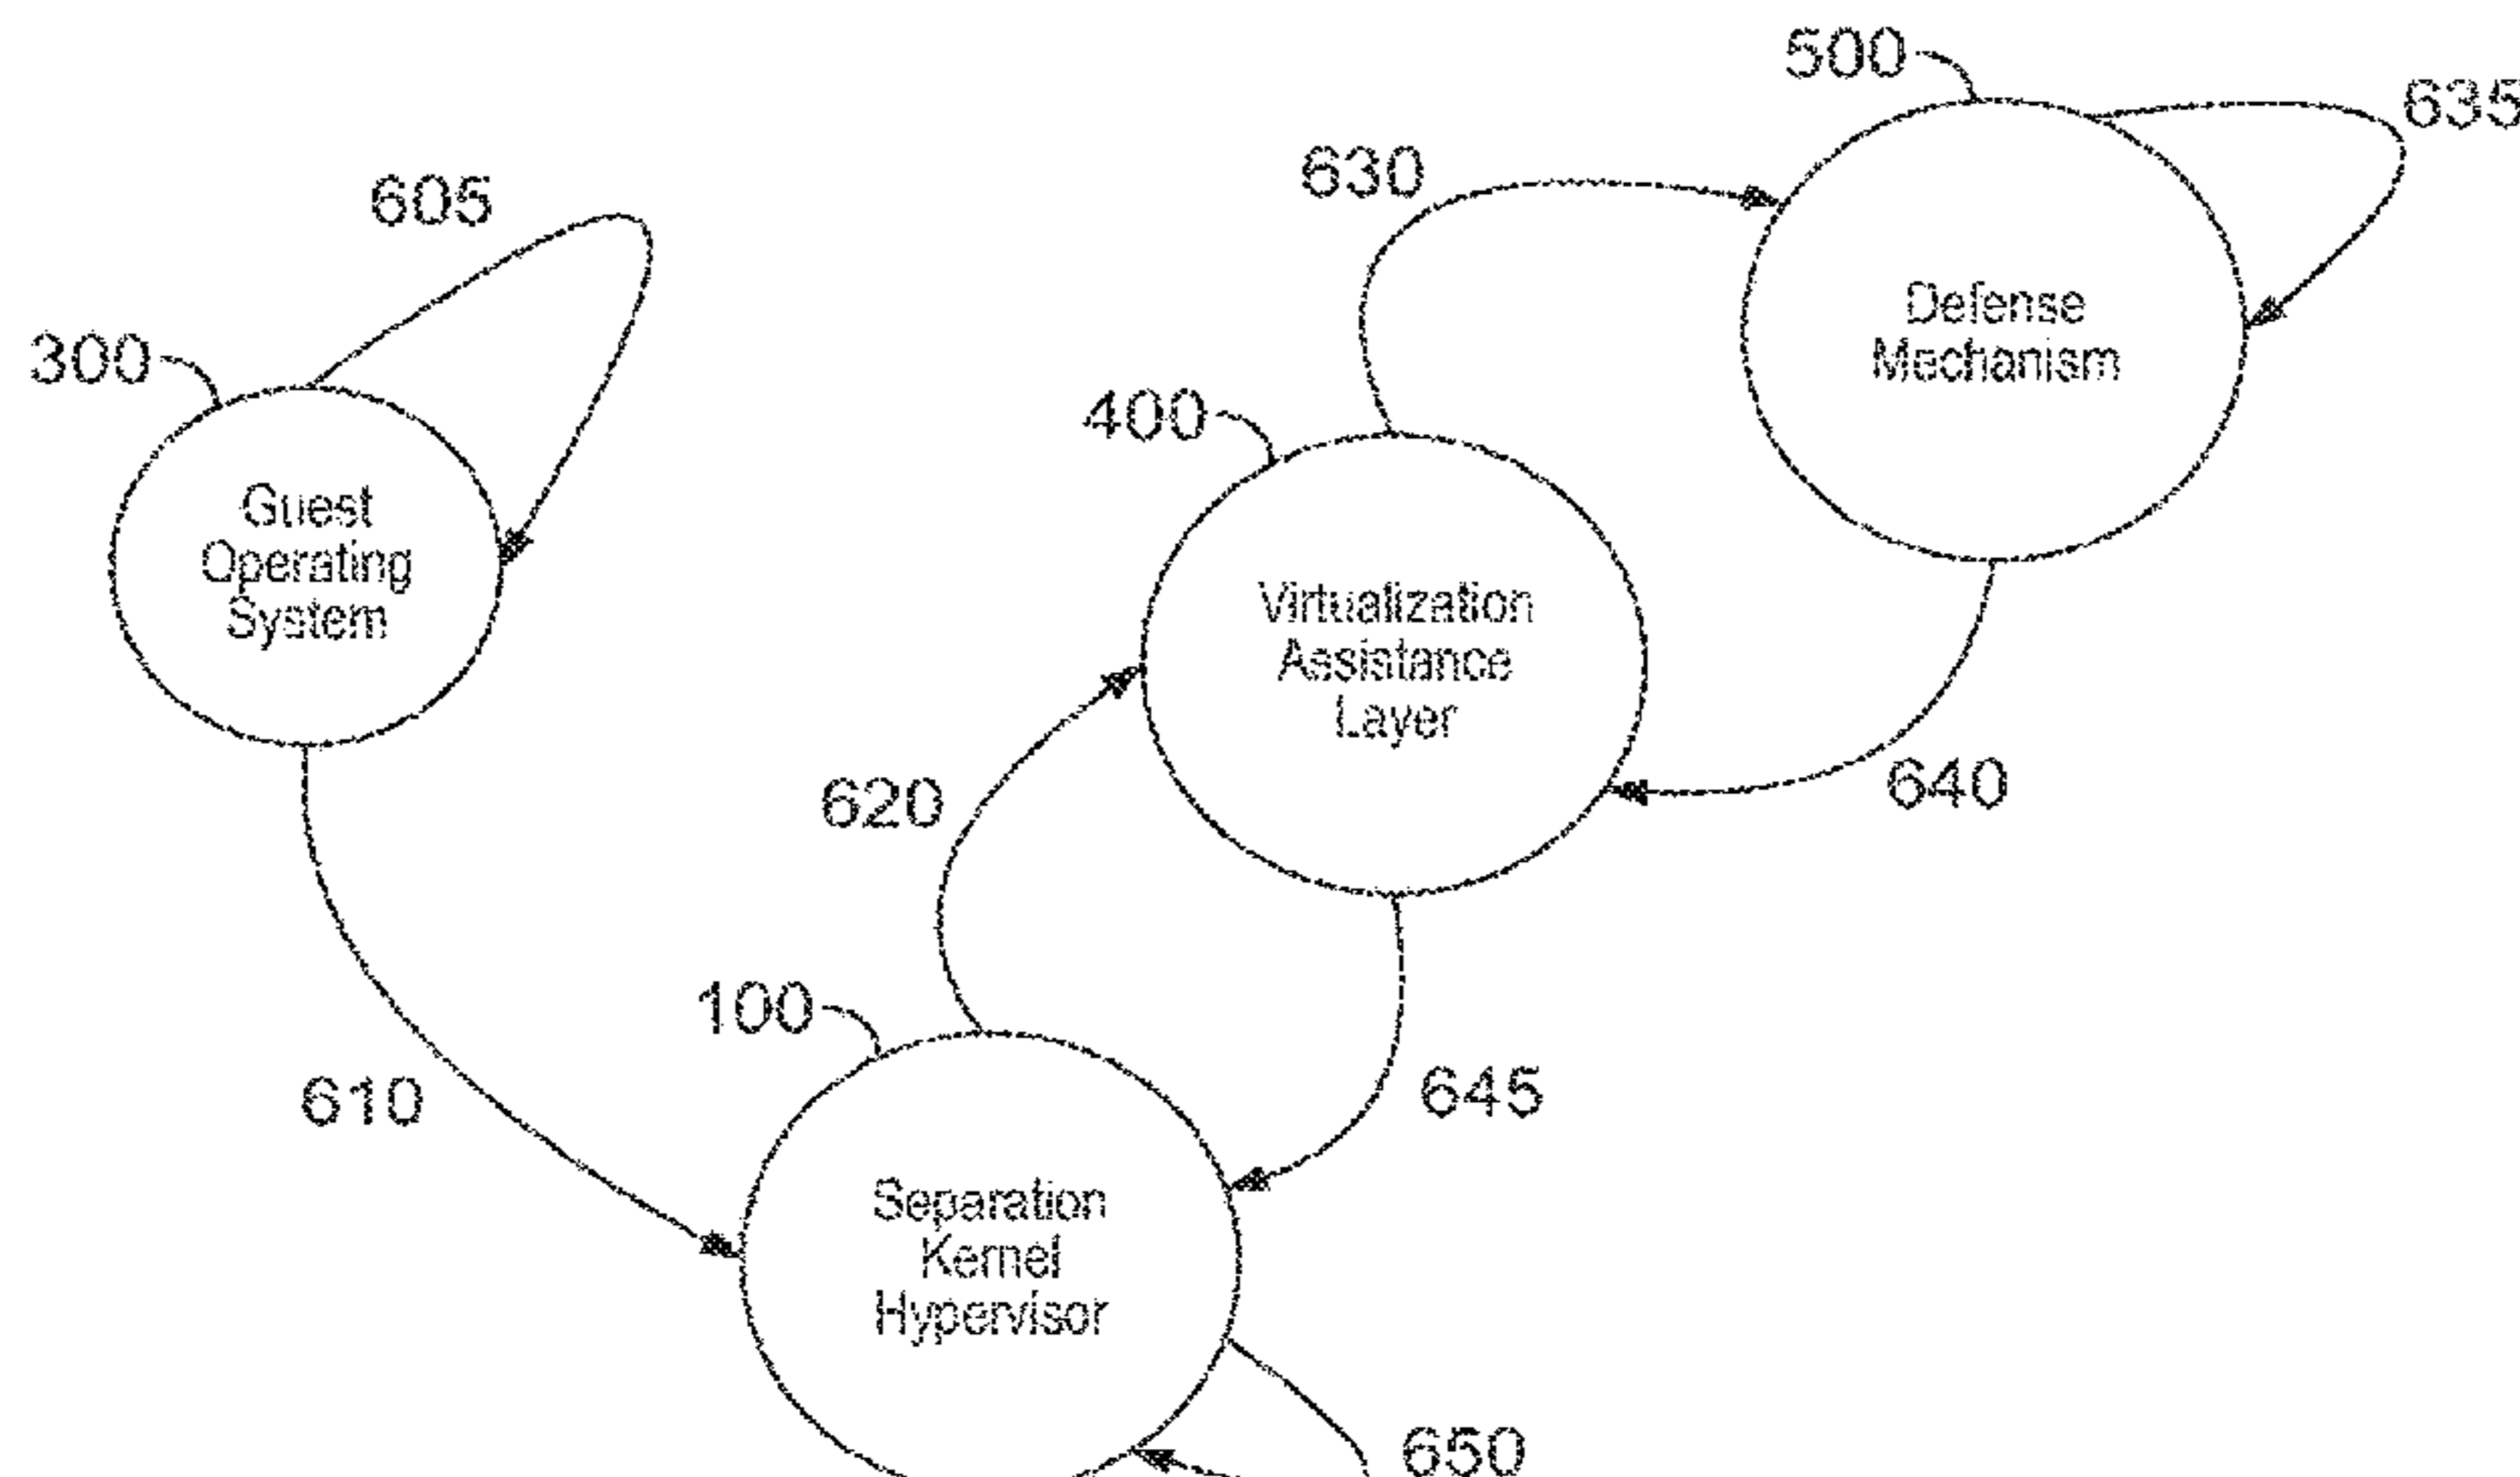 500
635
630
605
300
Defense
Mechanism
400
Guest
Operating
System
Virtualization
Assistance
Layer
620
640
100
610
645
Separation
Kernel
Hypervisor
650